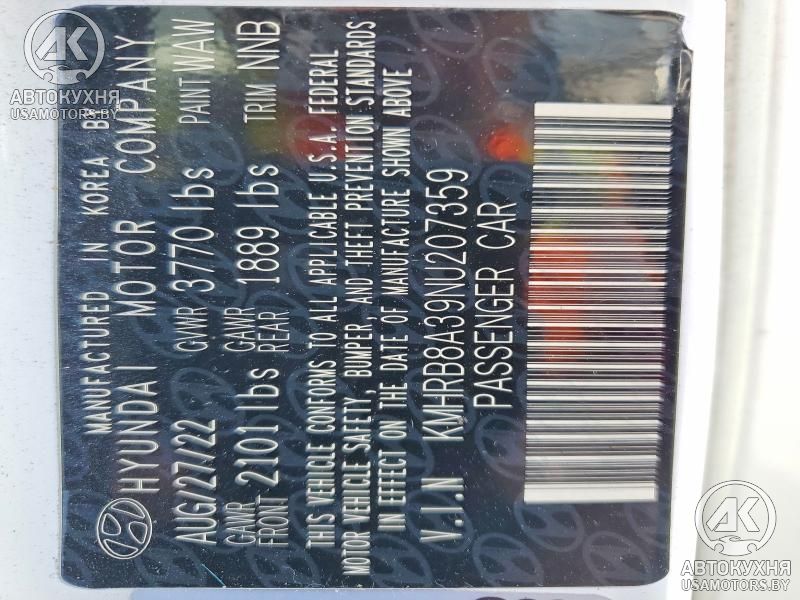 MANUFACTURED IN KOREA BY
HYUNDAI MOTOR COMPANY
AUG/27/22 GVWR 3770 lbs PAINT WAW
GAWR FRONT 2101 lbs GAWR REAR 1889 lbs TRIM NNB
THIS VEHICLE CONFORMS TO ALL APPLICABLE U.S.A. FEDERAL
MOTOR VEHICLE SAFETY, BUMPER, AND THEFT PREVENTION STANDARDS
IN EFFECT ON THE DATE OF MANUFACTURE SHOWN ABOVE
V.I.N KMHRB8A39NU207359
PASSENGER CAR
АК
АВТОКУХНЯ
USAMOTORS.BY
АК
АВТОКУХНЯ
USAMOTORS.BY